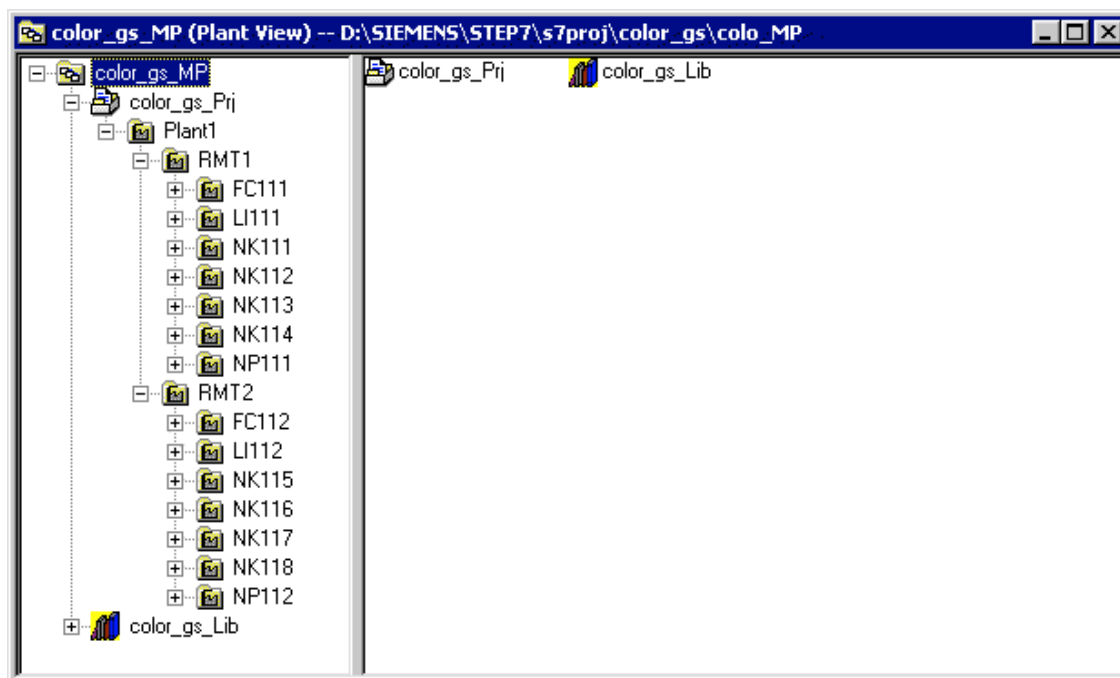 color_gs_MP (Plant View) -- D:\SIEMENS\STEP7\s7proj\color_gs\colo_MP
color_gs_MP
color_gs_Prj
Plant1
RMT1
FC111
LI111
NK111
NK112
NK113
NK114
NP111
RMT2
FC112
LI112
NK115
NK116
NK117
NK118
NP112
color_gs_Lib
color_gs_Prj color_gs_Lib